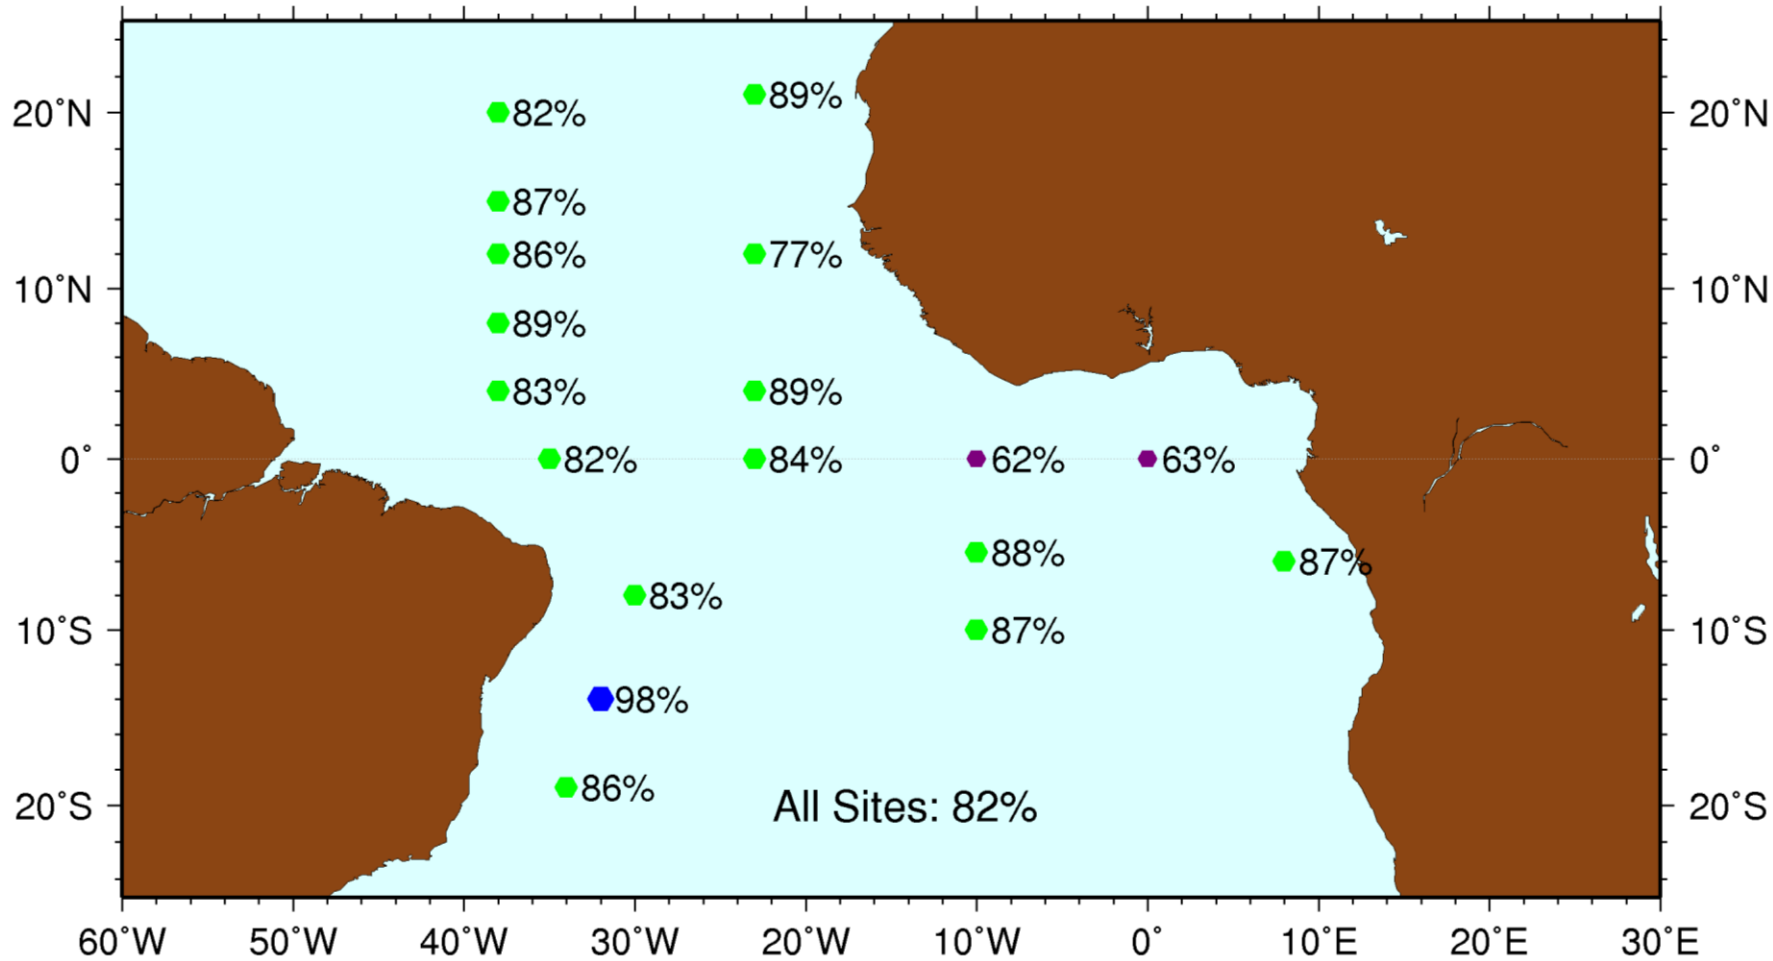 89%
20°N 82% 20°N
87%
86% 77%
10°N 10°N
89%
83% 89%
0° 82% 84% 62% 63% 0°
88% 87%
83%
10°S 87% 10°S
98%
86%
20°S All Sites: 82% 20°S
60°W 50°W 40°W 30°W 20°W 10°W 0° 10°E 20°E 30°E